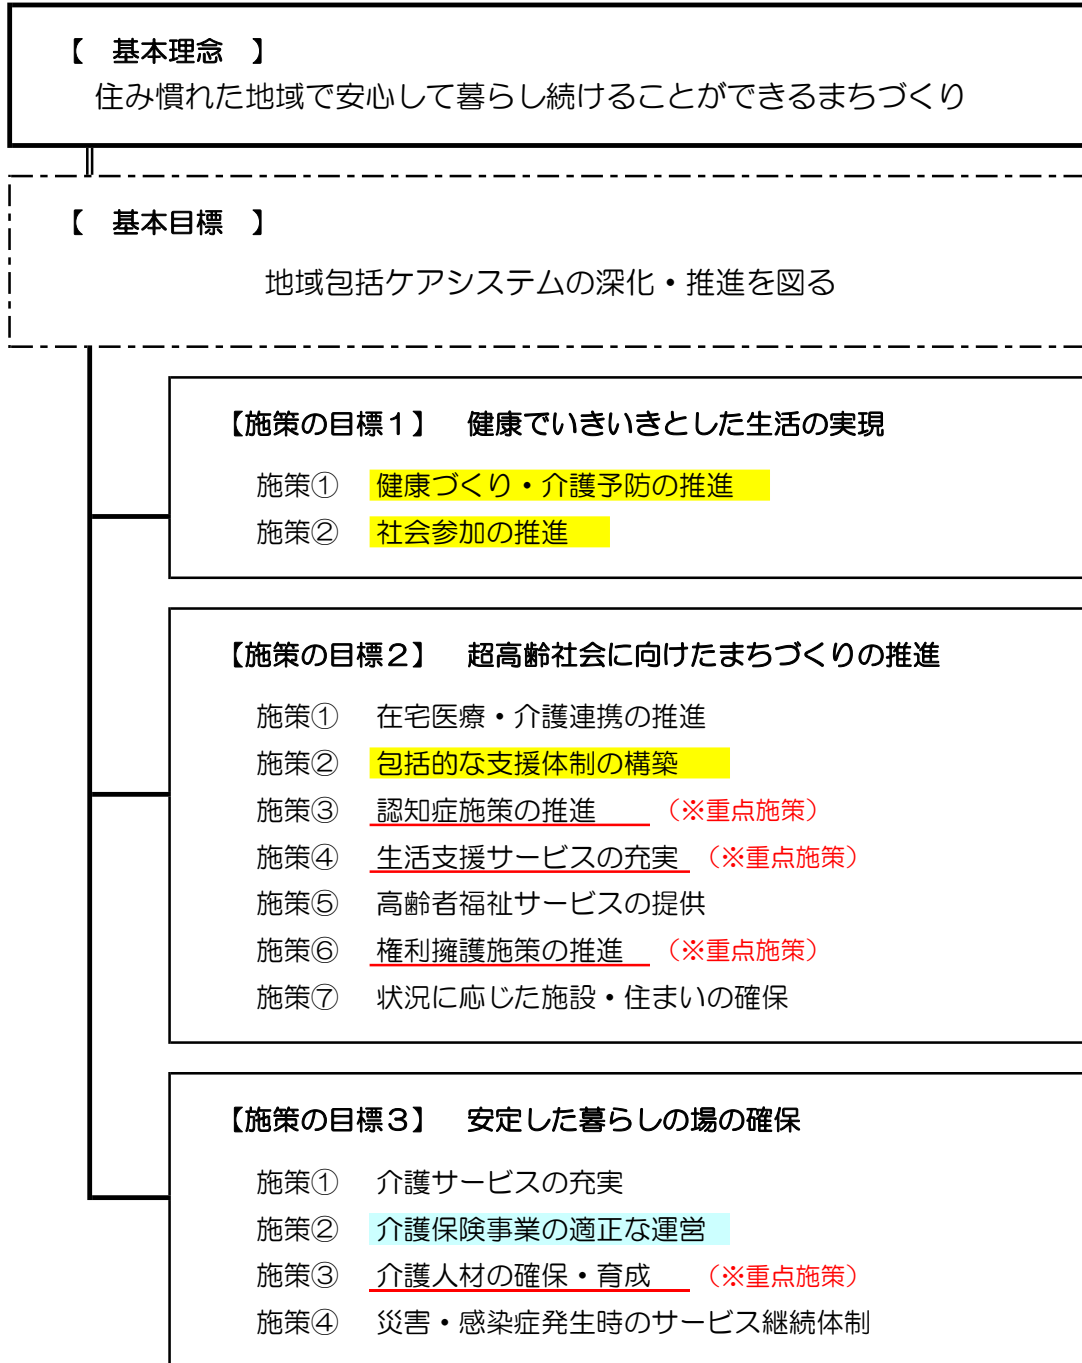 【　基本理念　】
住み慣れた地域で安心して暮らし続けることができるまちづくり
【　基本目標　】
地域包括ケアシステムの深化・推進を図る
【施策の目標１】　健康でいきいきとした生活の実現
施策①　健康づくり・介護予防の推進
施策②　社会参加の推進
【施策の目標２】　超高齢社会に向けたまちづくりの推進
施策①　在宅医療・介護連携の推進
施策②　包括的な支援体制の構築
施策③　認知症施策の推進　（※重点施策）
施策④　生活支援サービスの充実　（※重点施策）
施策⑤　高齢者福祉サービスの提供
施策⑥　権利擁護施策の推進　（※重点施策）
施策⑦　状況に応じた施設・住まいの確保
【施策の目標３】　安定した暮らしの場の確保
施策①　介護サービスの充実
施策②　介護保険事業の適正な運営
施策③　介護人材の確保・育成　（※重点施策）
施策④　災害・感染症発生時のサービス継続体制